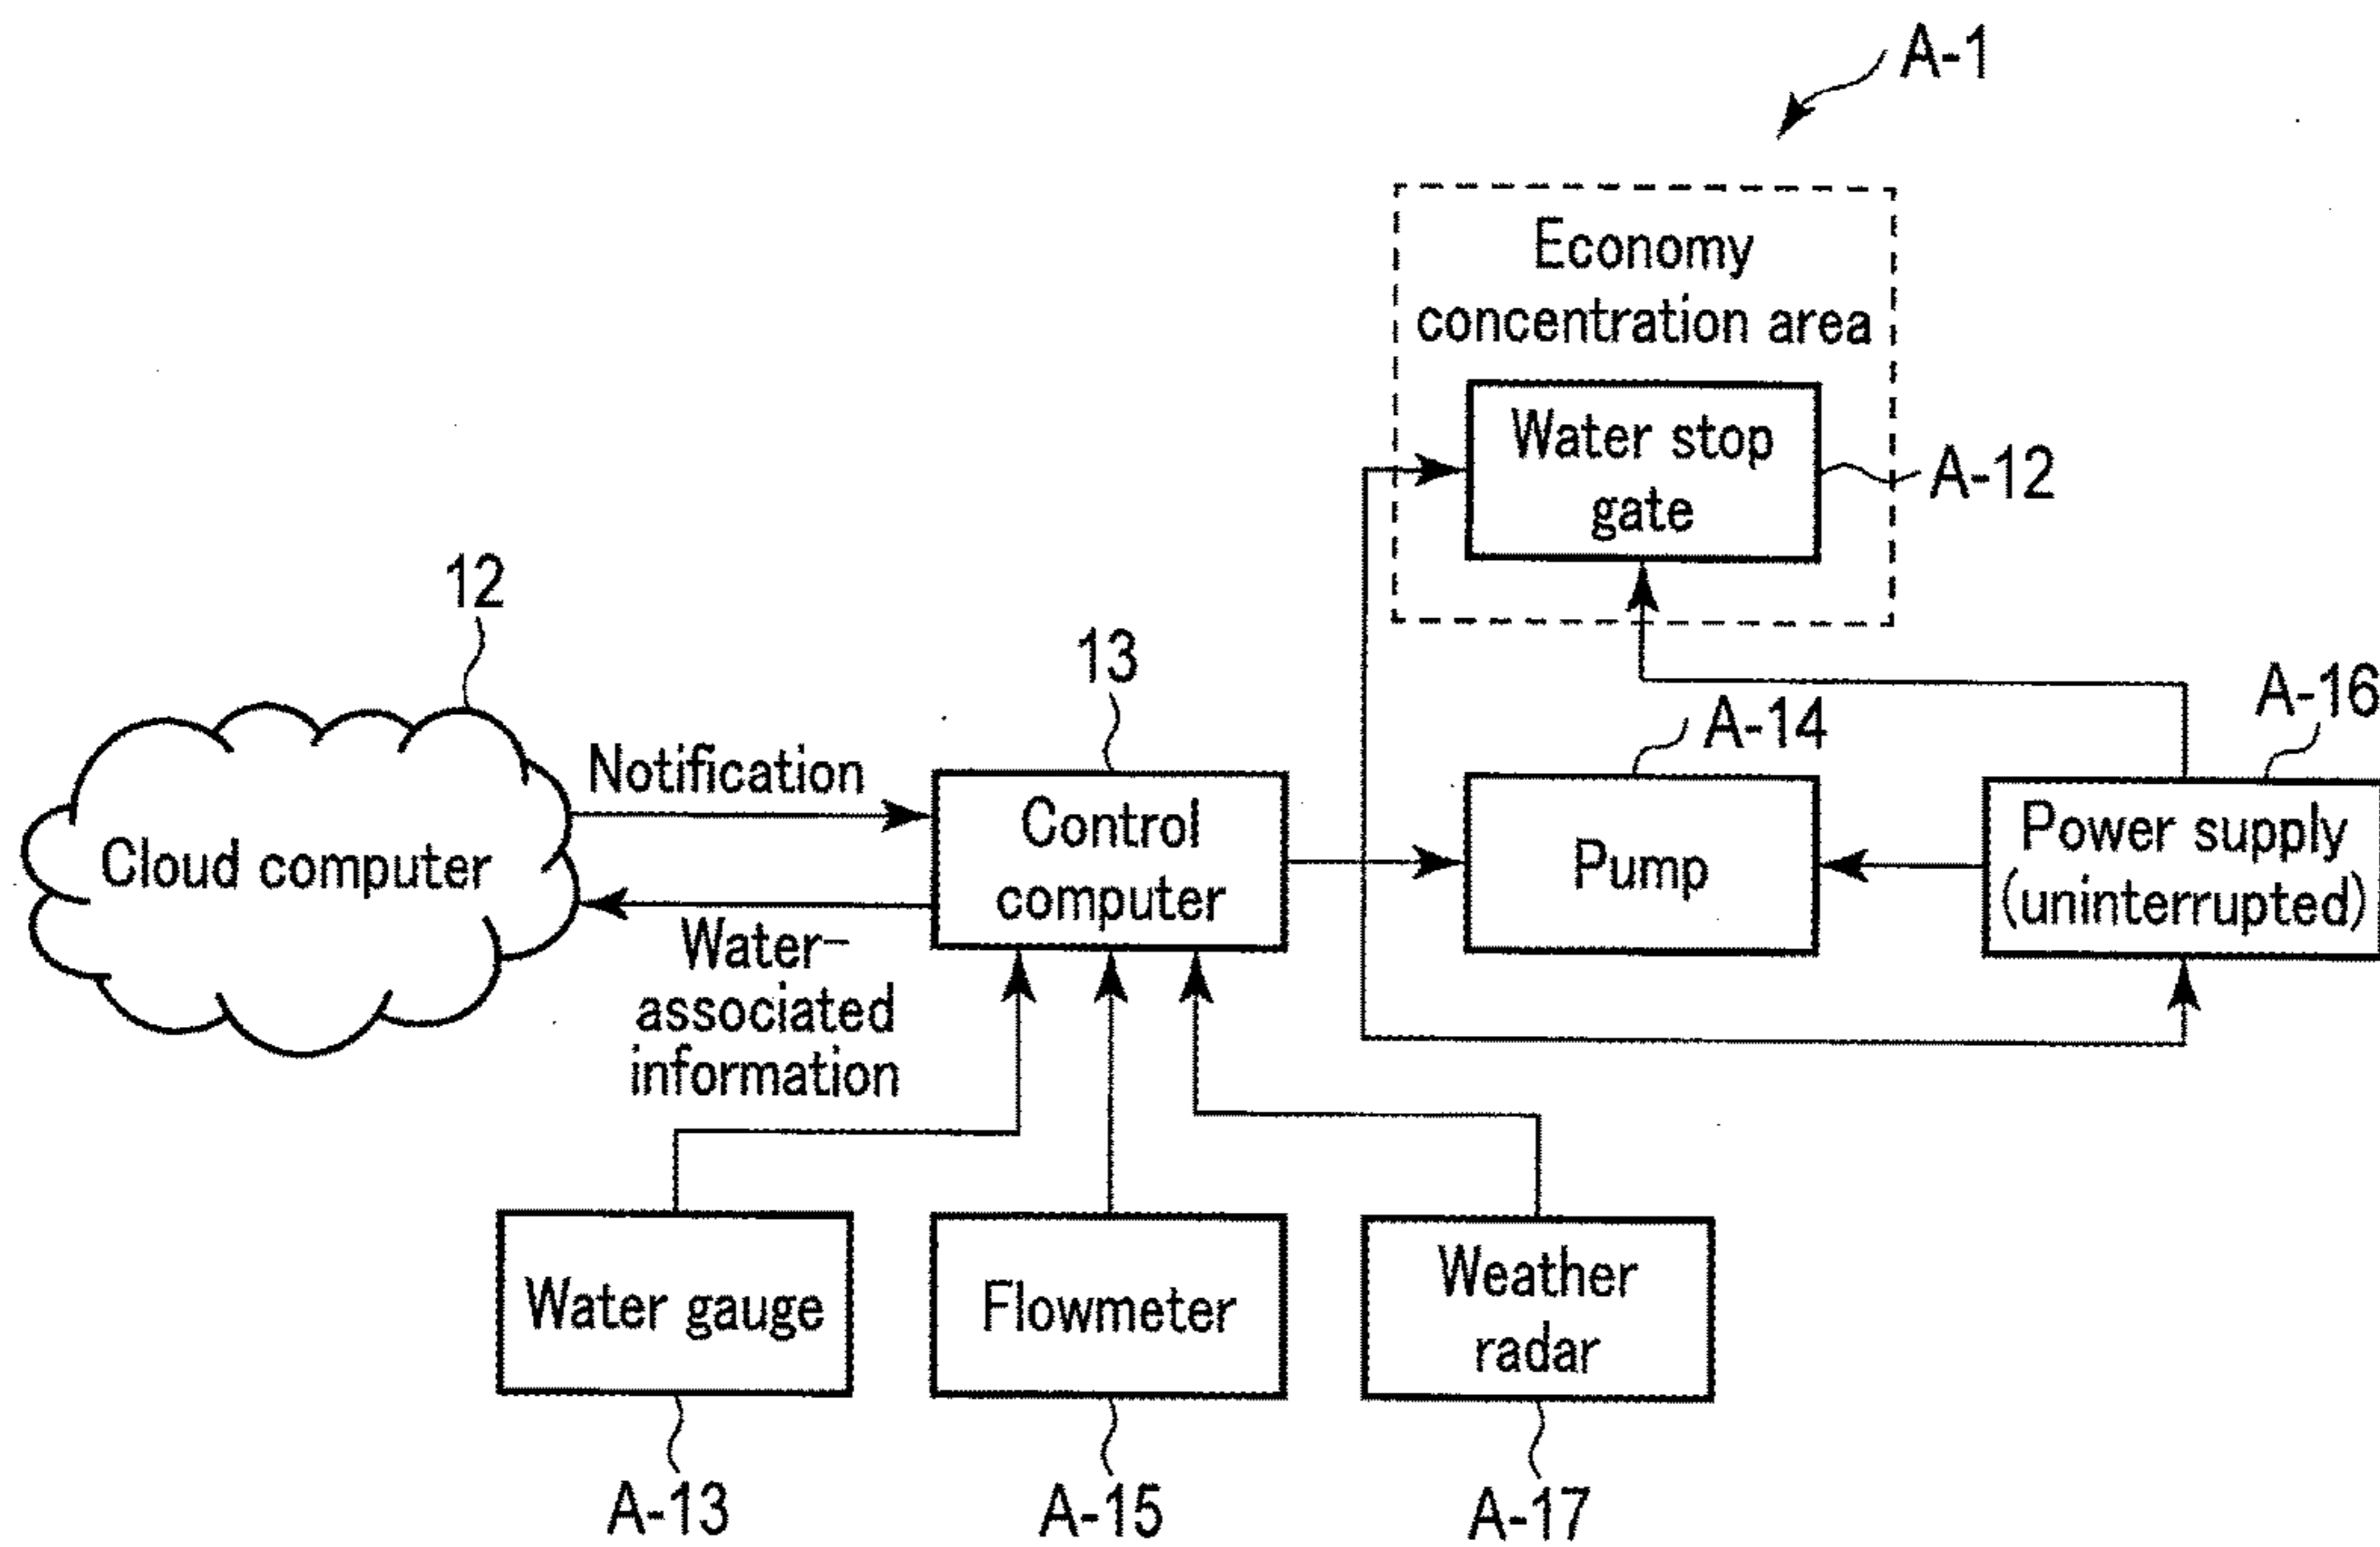 A-1
Economy
concentration area
Water stop
gate
A-12
12
13
A-14
A-16
Notification
Cloud computer
Control
computer
Pump
Power supply
(uninterrupted)
Water-
associated
information
Water gauge
Flowmeter
Weather
radar
A-13
A-15
A-17